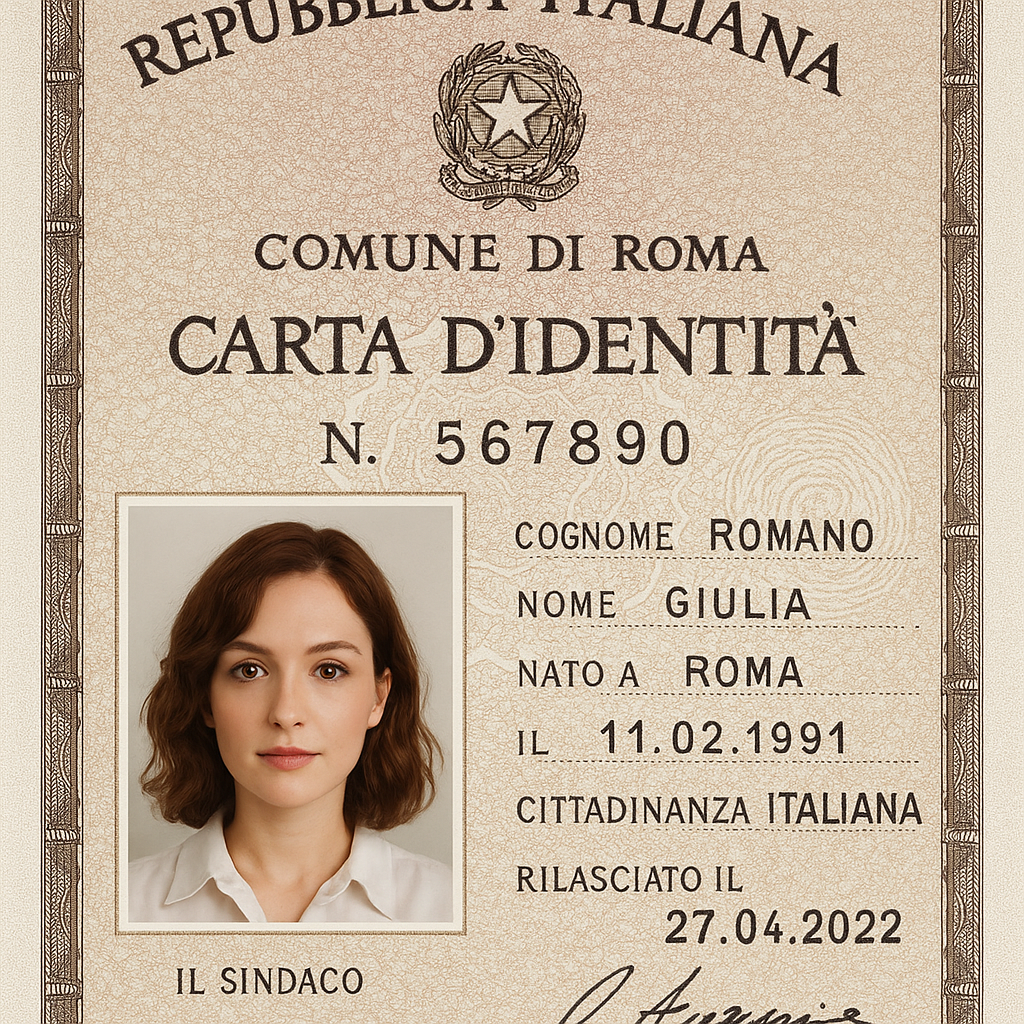 REPUBBLICA ITALIANA
COMUNE DI ROMA
CARTA D'IDENTITÀ
N. 567890
COGNOME ROMANO
NOME GIULIA
NATO A ROMA
IL 11.02.1991
CITTADINANZA ITALIANA
RILASCIATO IL
27.04.2022
IL SINDACO